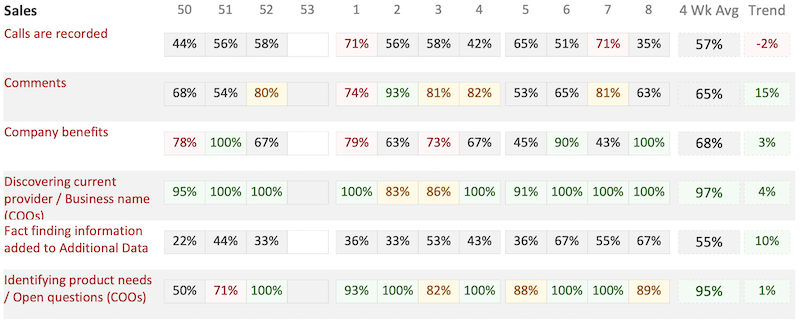 Sales 50 51 52 53 1 2 3 4 5 6 7 8 4 Wk Avg Trend
Calls are recorded 44% 56% 58% 71% 56% 58% 42% 65% 51% 71% 35% 57% -2%
Comments 68% 54% 80% 74% 93% 81% 82% 53% 65% 81% 63% 65% 15%
Company benefits 78% 100% 67% 79% 63% 73% 67% 45% 90% 43% 100% 68% 3%
Discovering current
provider / Business name 95% 100% 100% 100% 83% 86% 100% 91% 100% 100% 100% 97% 4%
(COOs)
Fact finding information
added to Additional Data 22% 44% 33% 36% 33% 53% 43% 36% 67% 55% 67% 55% 10%
Identifying product needs
/ Open questions (COOs) 50% 71% 100% 93% 100% 82% 100% 88% 100% 100% 89% 95% 1%